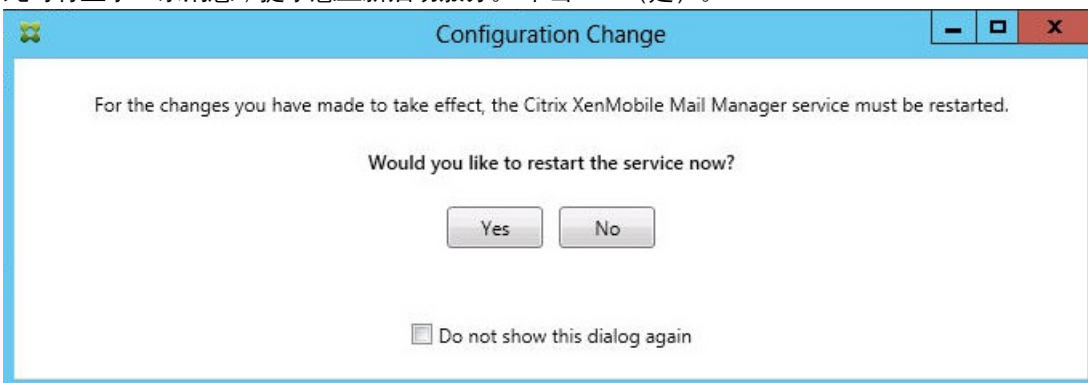 Configuration Change
For the changes you have made to take effect, the Citrix XenMobile Mail Manager service must be restarted.
Would you like to restart the service now?
Yes No
Do not show this dialog again